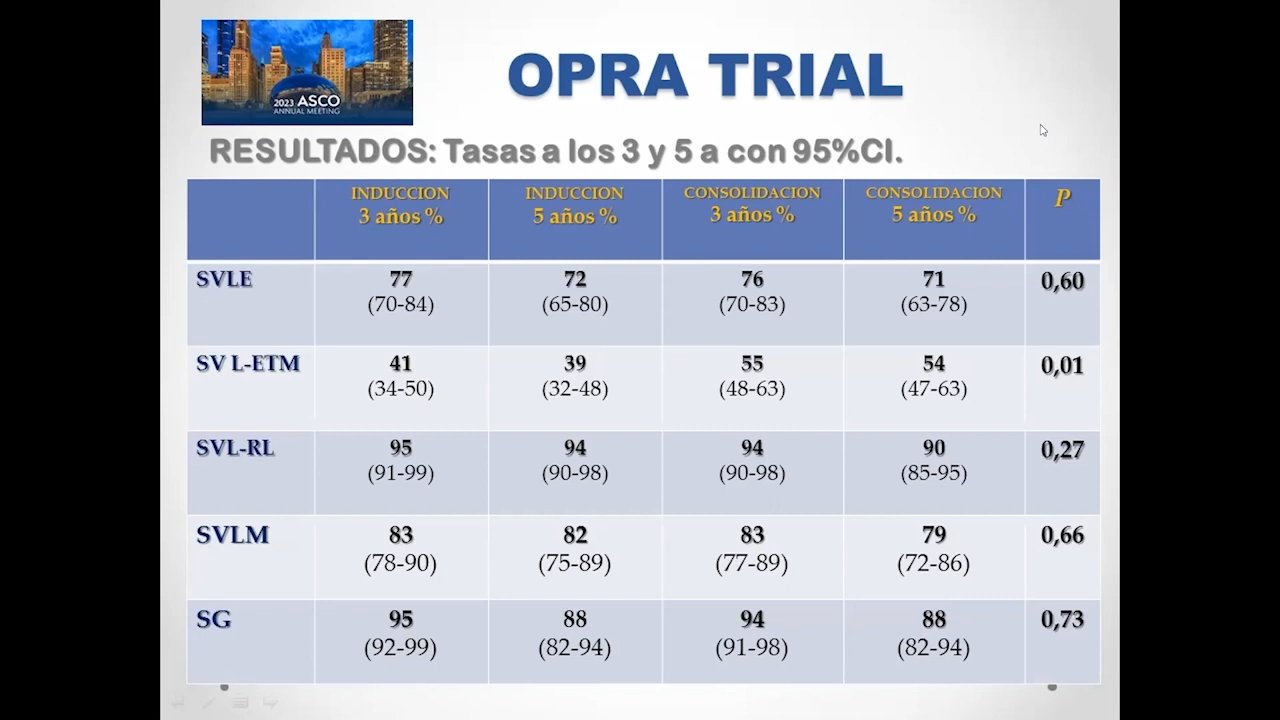 2023 ASCO
ANNUAL MEETING
OPRA TRIAL
RESULTADOS: Tasas a los 3 y 5 a con 95%CI.
INDUCCION INDUCCION CONSOLIDACION CONSOLIDACION P
3 años % 5 años % 3 años % 5 años %
SVLE 77 72 76 71 0,60
(70-84) (65-80) (70-83) (63-78)
SV L-ETM 41 39 55 54 0,01
(34-50) (32-48) (48-63) (47-63)
SVL-RL 95 94 94 90 0,27
(91-99) (90-98) (90-98) (85-95)
SVLM 83 82 83 79 0,66
(78-90) (75-89) (77-89) (72-86)
SG 95 88 94 88 0,73
(92-99) (82-94) (91-98) (82-94)